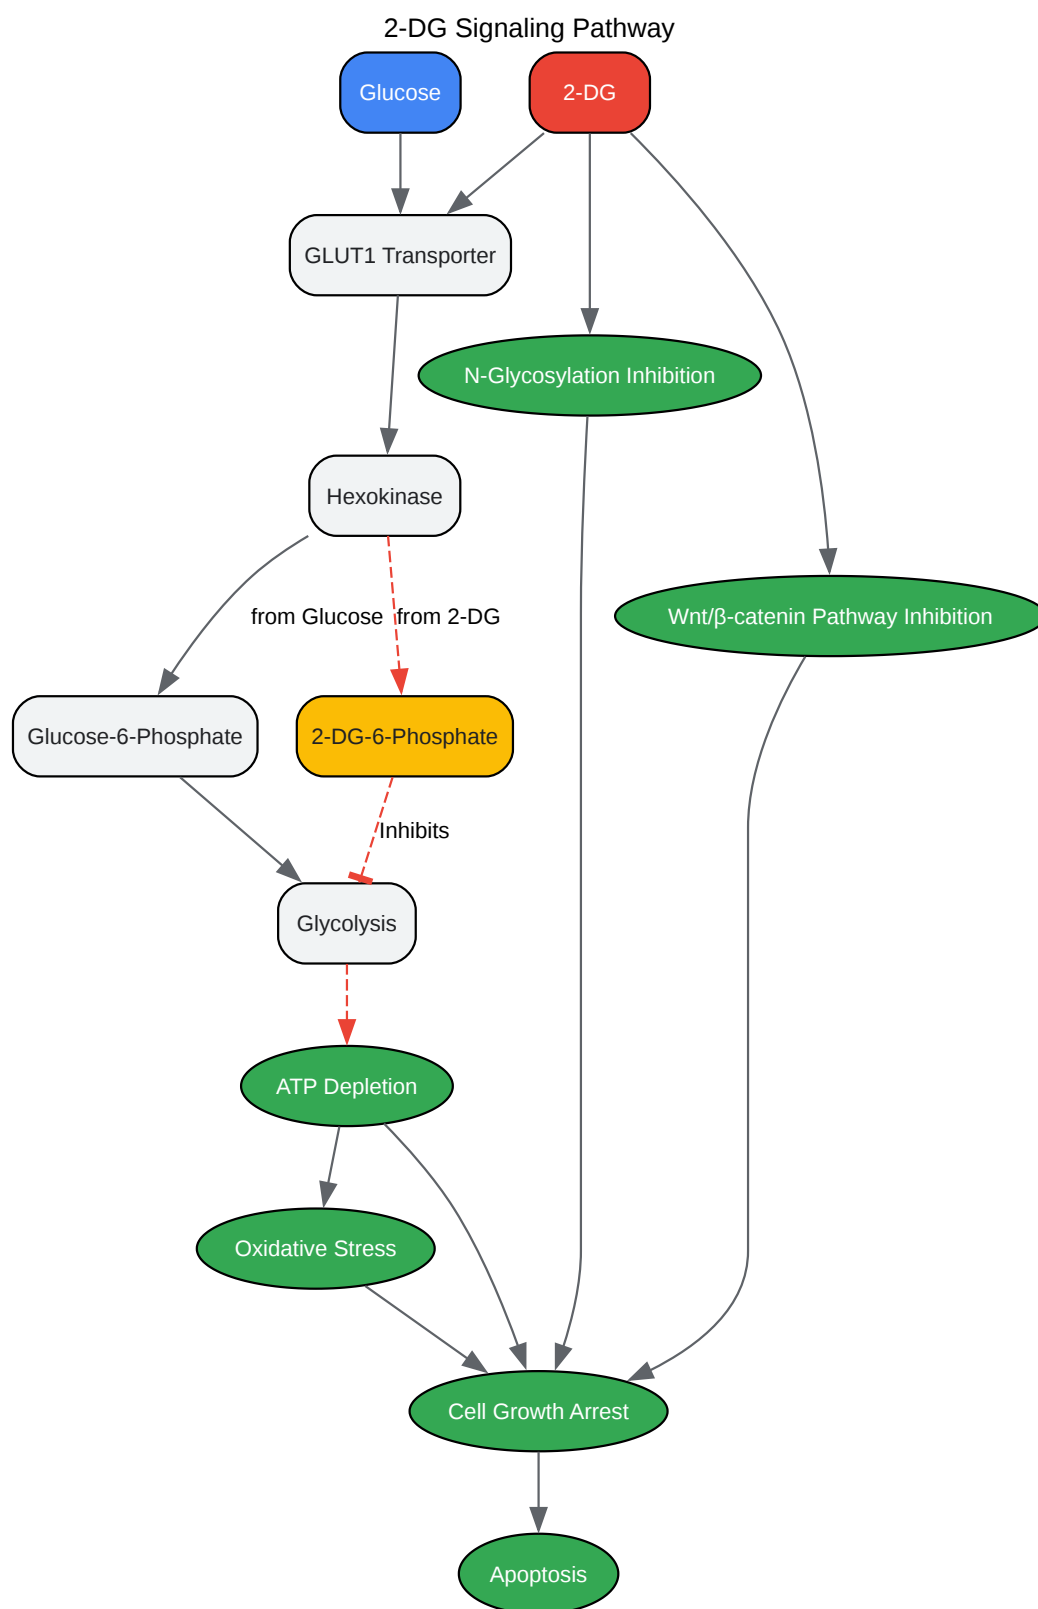 2-DG Signaling Pathway
Glucose
2-DG
GLUT1 Transporter
N-Glycosylation Inhibition
Hexokinase
from Glucose
from 2-DG
Wnt/β-catenin Pathway Inhibition
Glucose-6-Phosphate
2-DG-6-Phosphate
Inhibits
Glycolysis
ATP Depletion
Oxidative Stress
Cell Growth Arrest
Apoptosis